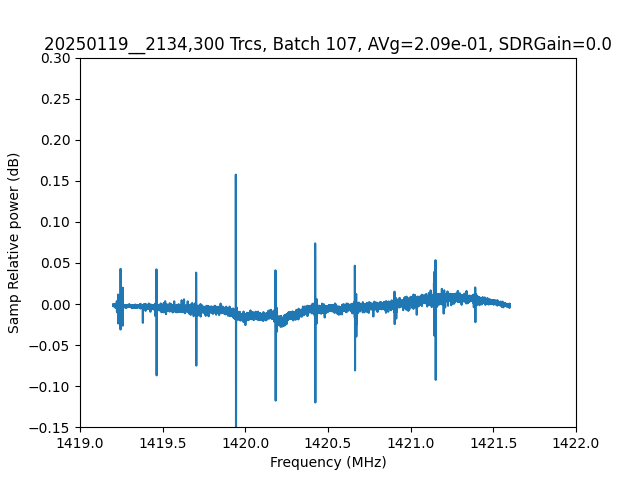 20250119__2134,300 Trcs, Batch 107, AVg=2.09e-01, SDRGain=0.0
0.30
0.25
0.20
0.15
0.10
0.05
0.00
−0.05
−0.10
−0.15
Samp Relative power (dB)
1419.0 1419.5 1420.0 1420.5 1421.0 1421.5 1422.0
Frequency (MHz)